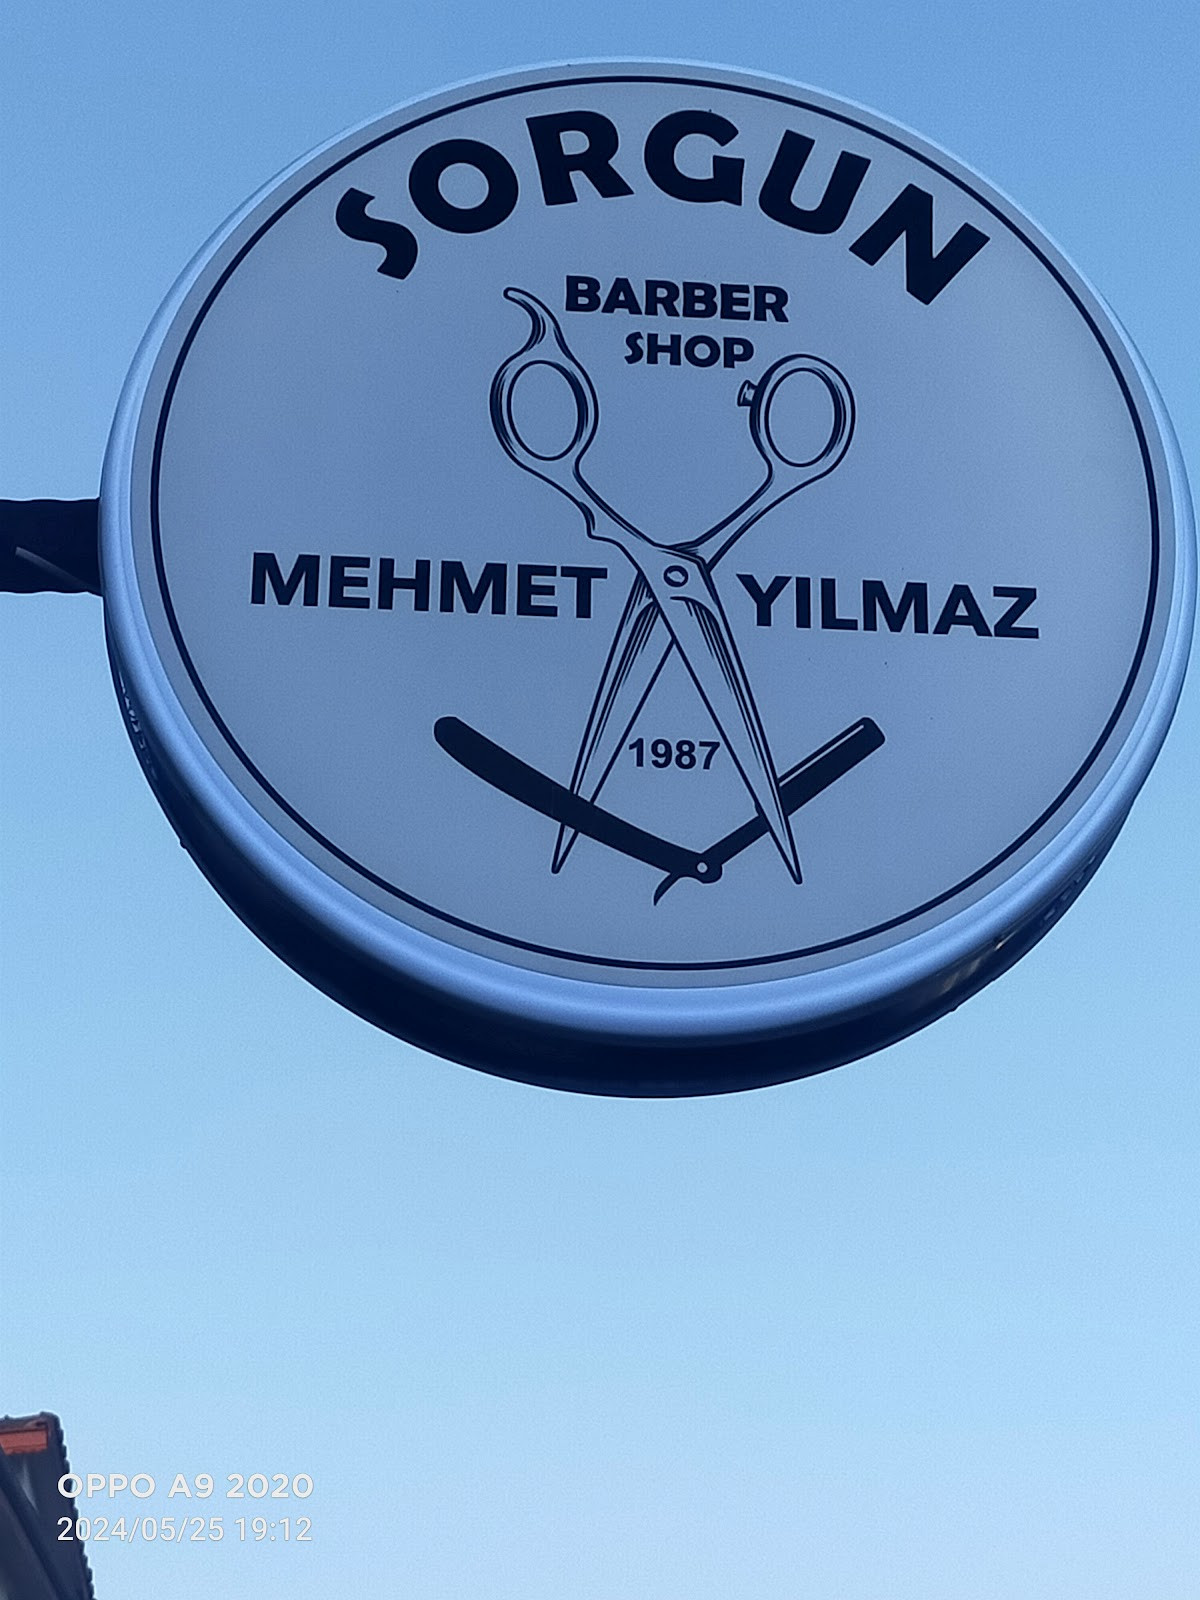 SORGUN
BARBER
SHOP
MEHMET YILMAZ
1987
OPPO A9 2020
2024/05/25 19:12